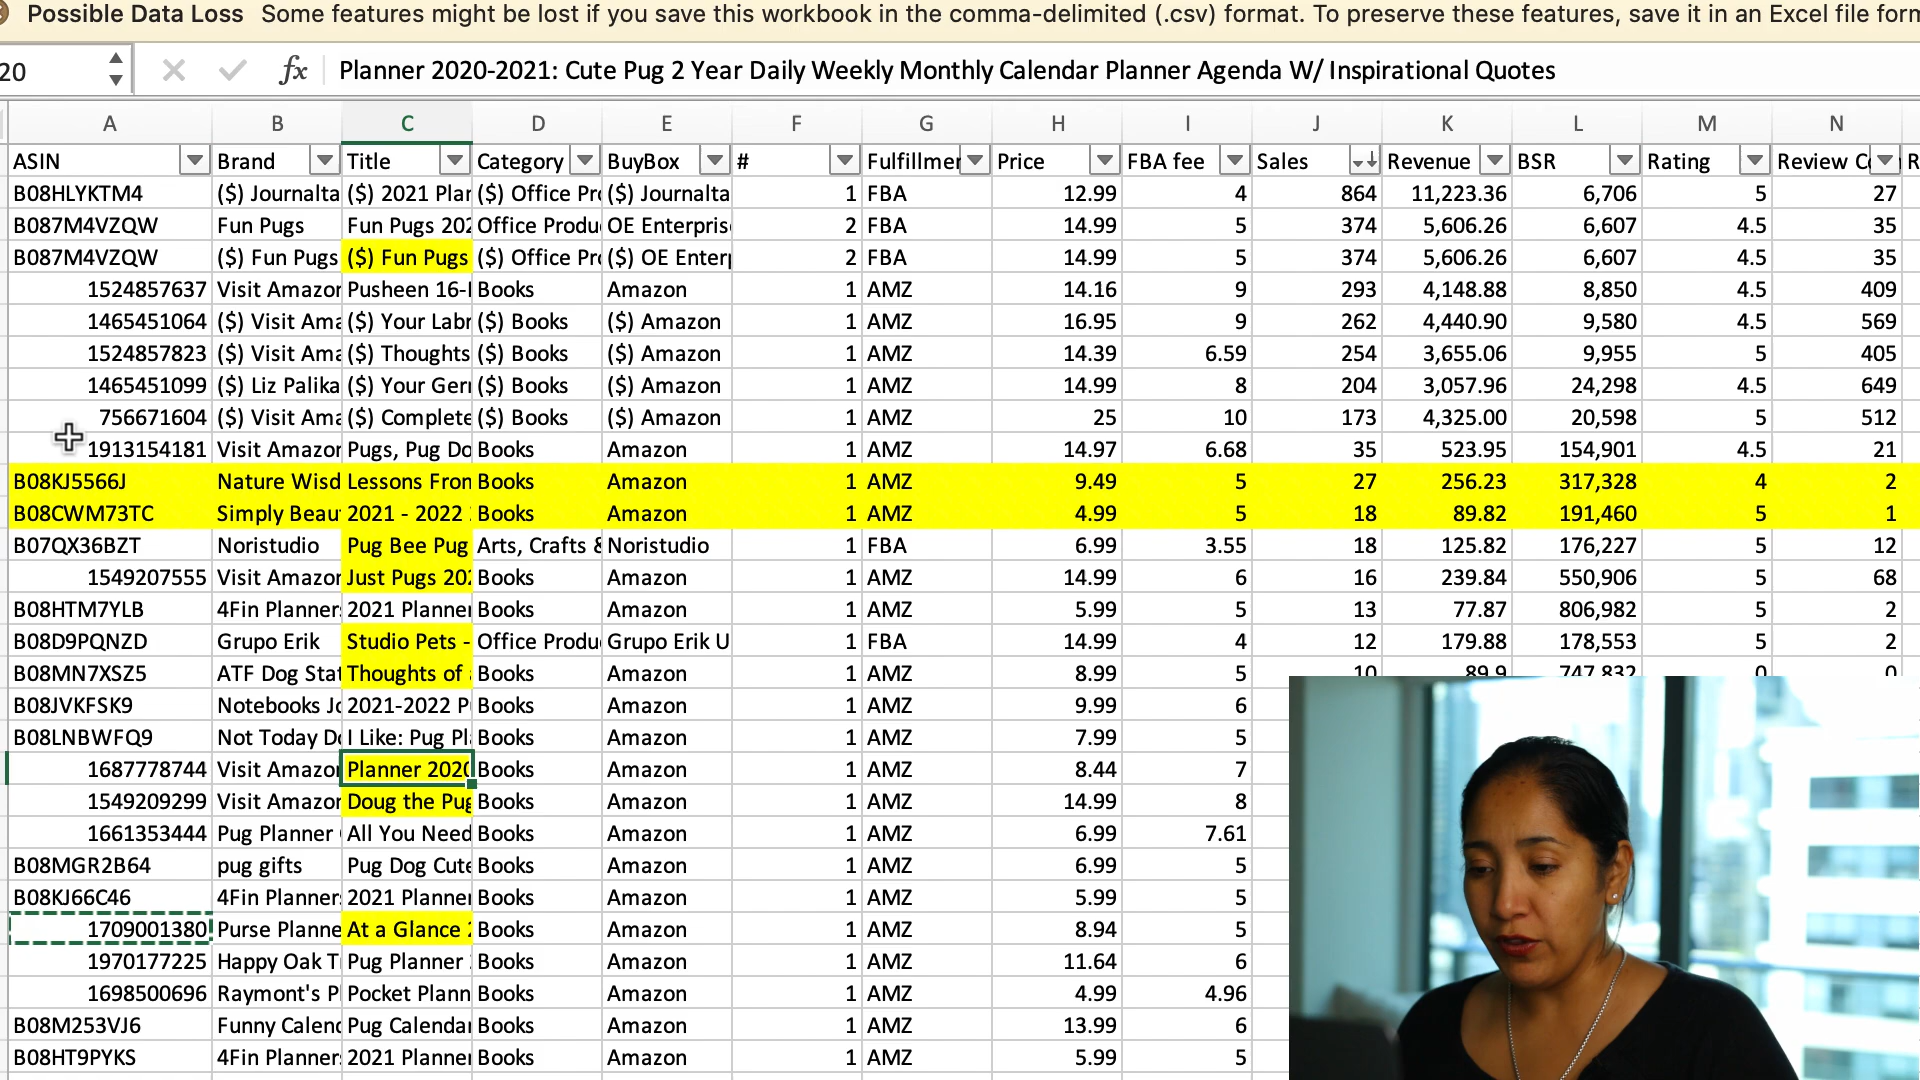 Possible Data Loss Some features might be lost if you save this workbook in the comma-delimited (.csv) format. To preserve these features, save it in an Excel file form
20 fx Planner 2020-2021: Cute Pug 2 Year Daily Weekly Monthly Calendar Planner Agenda W/ Inspirational Quotes
A B C D E F G H I J K L M N
ASIN Brand Title Category BuyBox # Fulfillmer Price FBA fee Sales Revenue BSR Rating Review Co R
B08HLYKTM4 ($) Journalta ($) 2021 Plar ($) Office Pro ($) Journalta 1 FBA 12.99 4 864 11,223.36 6,706 5 27
B087M4VZQW Fun Pugs Fun Pugs 202 Office Produ OE Enterpris 2 FBA 14.99 5 374 5,606.26 6,607 4.5 35
B087M4VZQW ($) Fun Pugs ($) Fun Pugs ($) Office Pro ($) OE Enterp 2 FBA 14.99 5 374 5,606.26 6,607 4.5 35
1524857637 Visit Amazon Pusheen 16-I Books Amazon 1 AMZ 14.16 9 293 4,148.88 8,850 4.5 409
1465451064 ($) Visit Ama ($) Your Labr ($) Books ($) Amazon 1 AMZ 16.95 9 262 4,440.90 9,580 4.5 569
1524857823 ($) Visit Ama ($) Thoughts ($) Books ($) Amazon 1 AMZ 14.39 6.59 254 3,655.06 9,955 5 405
1465451099 ($) Liz Palika ($) Your Geri ($) Books ($) Amazon 1 AMZ 14.99 8 204 3,057.96 24,298 4.5 649
756671604 ($) Visit Ama ($) Complete ($) Books ($) Amazon 1 AMZ 25 10 173 4,325.00 20,598 5 512
1913154181 Visit Amazon Pugs, Pug Do Books Amazon 1 AMZ 14.97 6.68 35 523.95 154,901 4.5 21
B08KJ5566J Nature Wisd Lessons Fron Books Amazon 1 AMZ 9.49 5 27 256.23 317,328 4 2
B08CWM73TC Simply Beau 2021 - 2022 Books Amazon 1 AMZ 4.99 5 18 89.82 191,460 5 1
B07QX36BZT Noristudio Pug Bee Pug Arts, Crafts & Noristudio 1 FBA 6.99 3.55 18 125.82 176,227 5 12
1549207555 Visit Amazon Just Pugs 202 Books Amazon 1 AMZ 14.99 6 16 239.84 550,906 5 68
B08HTM7YLB 4Fin Planner 2021 Planner Books Amazon 1 AMZ 5.99 5 13 77.87 806,982 5 2
B08D9PQNZD Grupo Erik Studio Pets - Office Produ Grupo Erik U 1 FBA 14.99 4 12 179.88 178,553 5 2
B08MN7XSZ5 ATF Dog Stat Thoughts of Books Amazon 1 AMZ 8.99 5 10 89.9 747,832 0 0
B08JVKFSK9 Notebooks Jo 2021-2022 P Books Amazon 1 AMZ 9.99 6
B08LNBWFQ9 Not Today Do I Like: Pug Pl Books Amazon 1 AMZ 7.99 5
1687778744 Visit Amazon Planner 2020 Books Amazon 1 AMZ 8.44 7
1549209299 Visit Amazon Doug the Pug Books Amazon 1 AMZ 14.99 8
1661353444 Pug Planner All You Need Books Amazon 1 AMZ 6.99 7.61
B08MGR2B64 pug gifts Pug Dog Cute Books Amazon 1 AMZ 6.99 5
B08KJ66C46 4Fin Planner 2021 Planner Books Amazon 1 AMZ 5.99 5
1709001380 Purse Planne At a Glance Books Amazon 1 AMZ 8.94 5
1970177225 Happy Oak T Pug Planner Books Amazon 1 AMZ 11.64 6
1698500696 Raymont's P Pocket Plann Books Amazon 1 AMZ 4.99 4.96
B08M253VJ6 Funny Calend Pug Calendar Books Amazon 1 AMZ 13.99 6
B08HT9PYKS 4Fin Planner 2021 Planner Books Amazon 1 AMZ 5.99 5